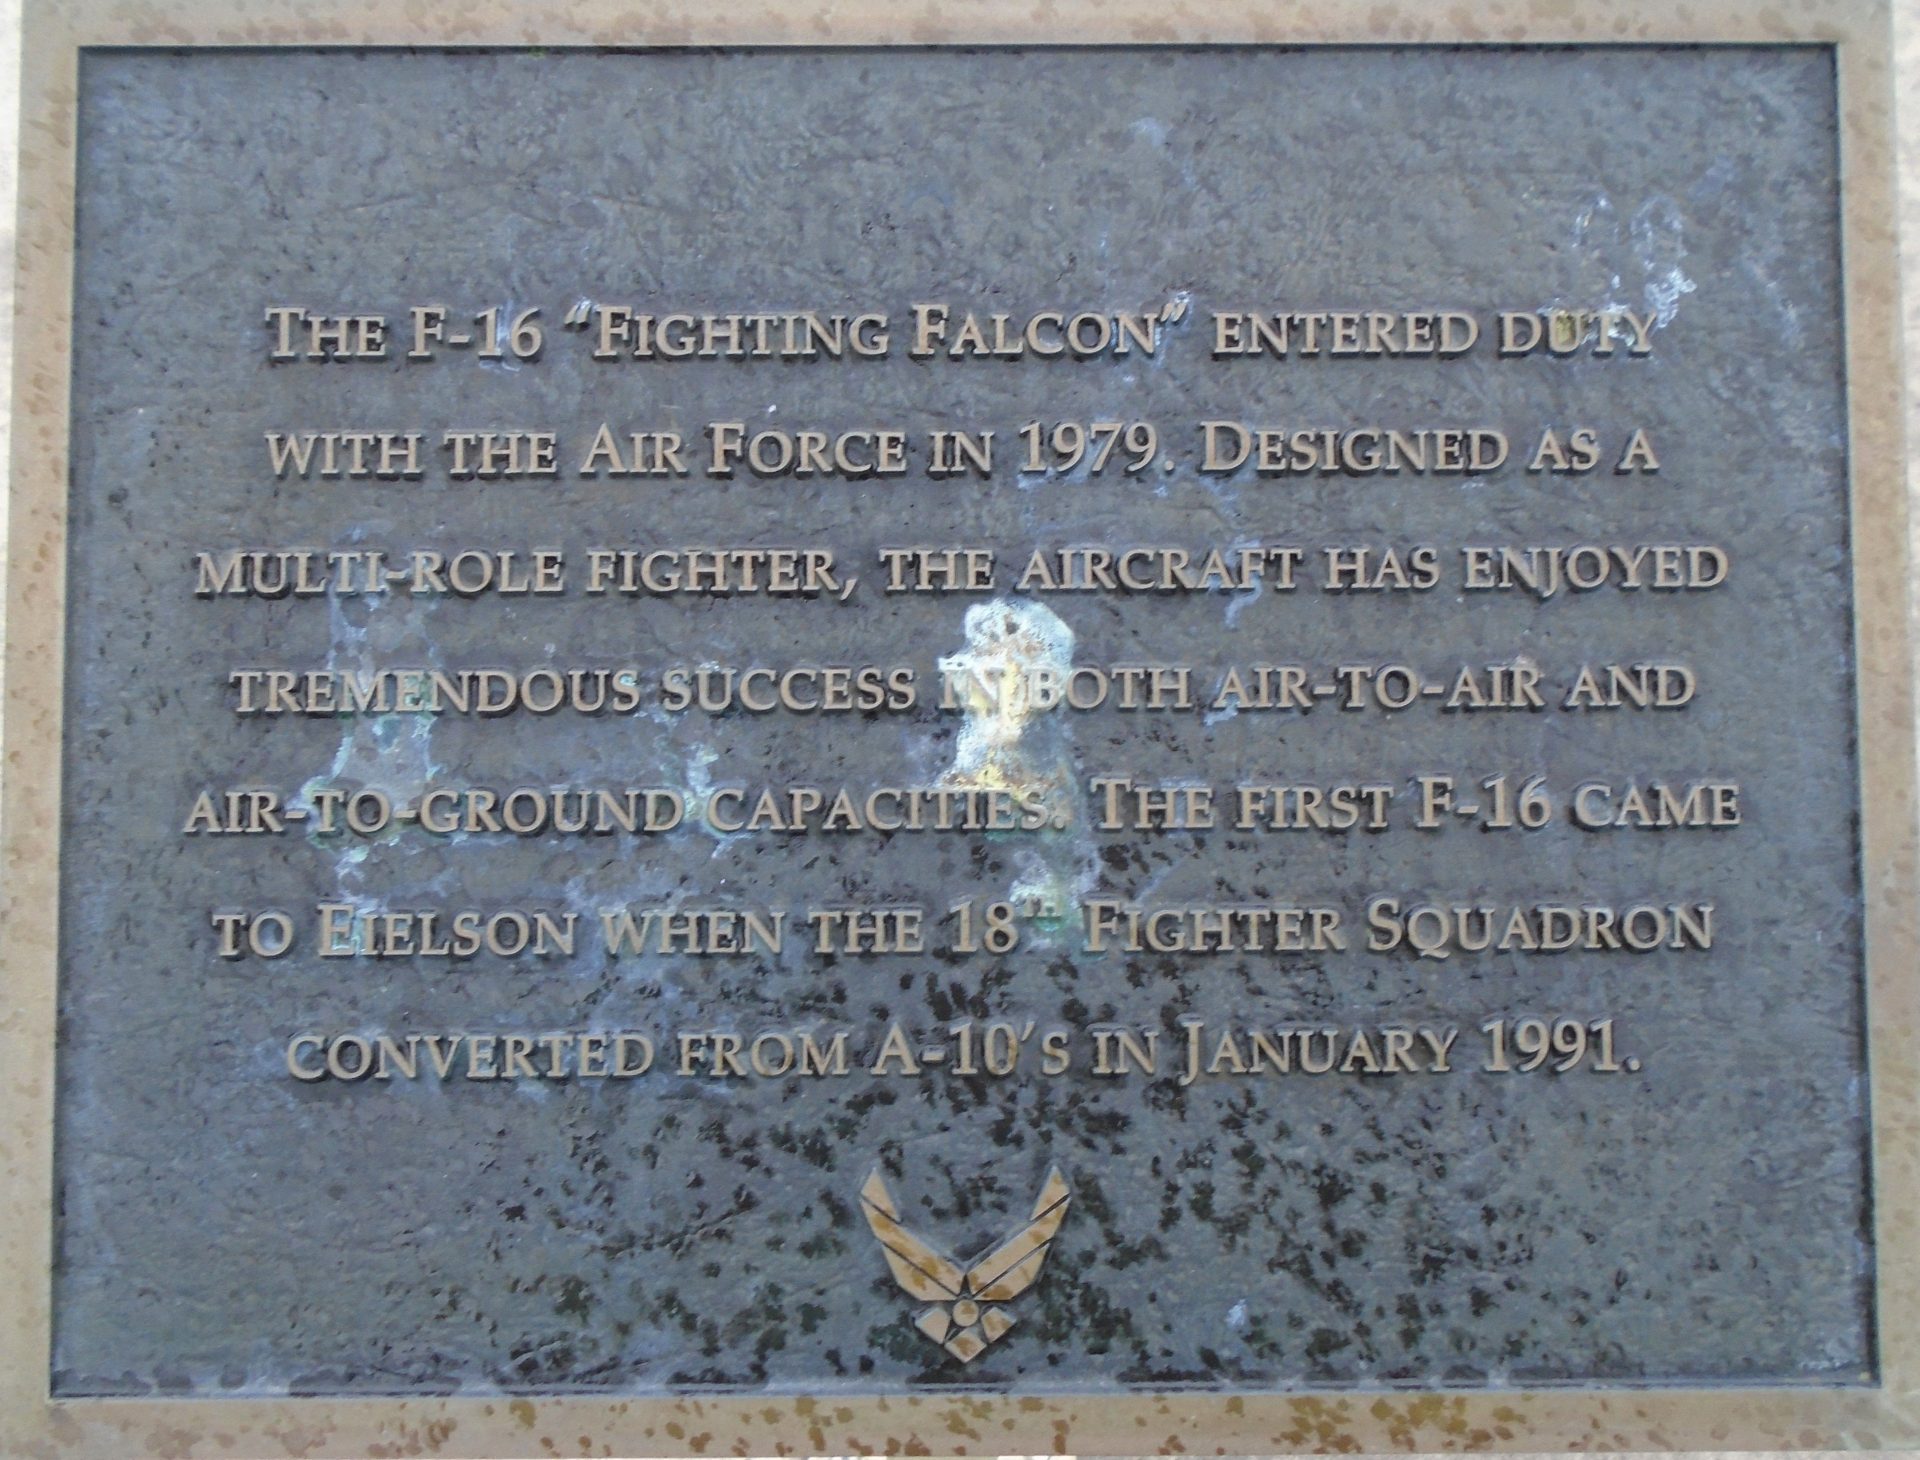 The F-16 “Fighting Falcon” entered duty
with the Air Force in 1979. Designed as a
multi-role fighter, the aircraft has enjoyed
tremendous success in both air-to-air and
air-to-ground capacities. The first F-16 came
to Eielson when the 18th Fighter Squadron
converted from A-10’s in January 1991.